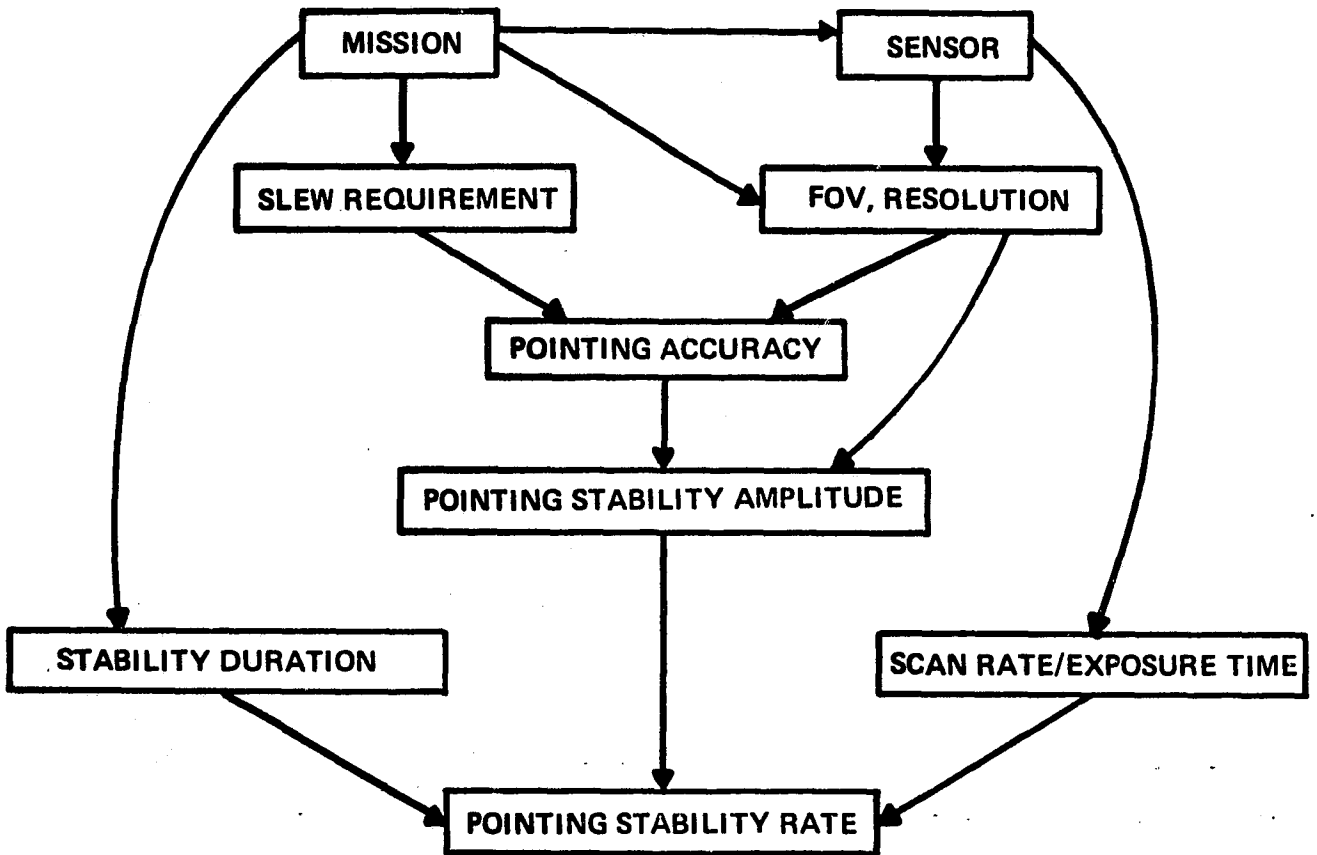 MISSION
SENSOR
SLEW REQUIREMENT
FOV, RESOLUTION
POINTING ACCURACY
POINTING STABILITY AMPLITUDE
STABILITY DURATION
SCAN RATE/EXPOSURE TIME
POINTING STABILITY RATE